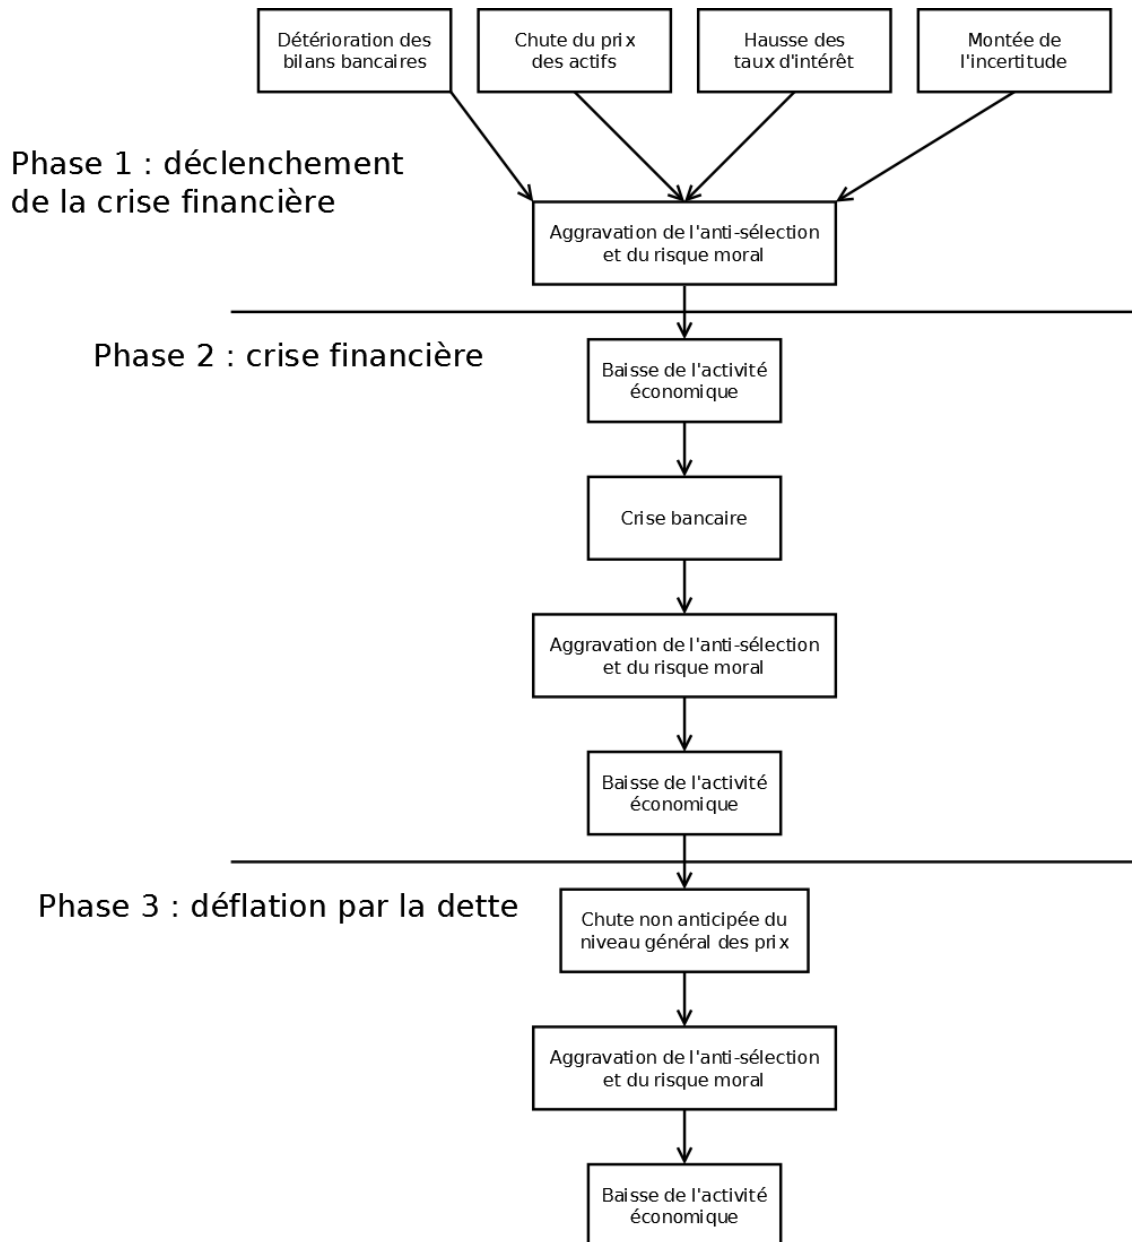 Détérioration des
bilans bancaires
Chute du prix
des actifs
Hausse des
taux d'intérêt
Montée de
l'incertitude
Phase 1 : déclenchement
de la crise financière
Aggravation de l'anti-sélection
et du risque moral
Phase 2 : crise financière
Baisse de l'activité
économique
Crise bancaire
Aggravation de l'anti-sélection
et du risque moral
Baisse de l'activité
économique
Phase 3 : déflation par la dette
Chute non anticipée du
niveau général des prix
Aggravation de l'anti-sélection
et du risque moral
Baisse de l'activité
économique